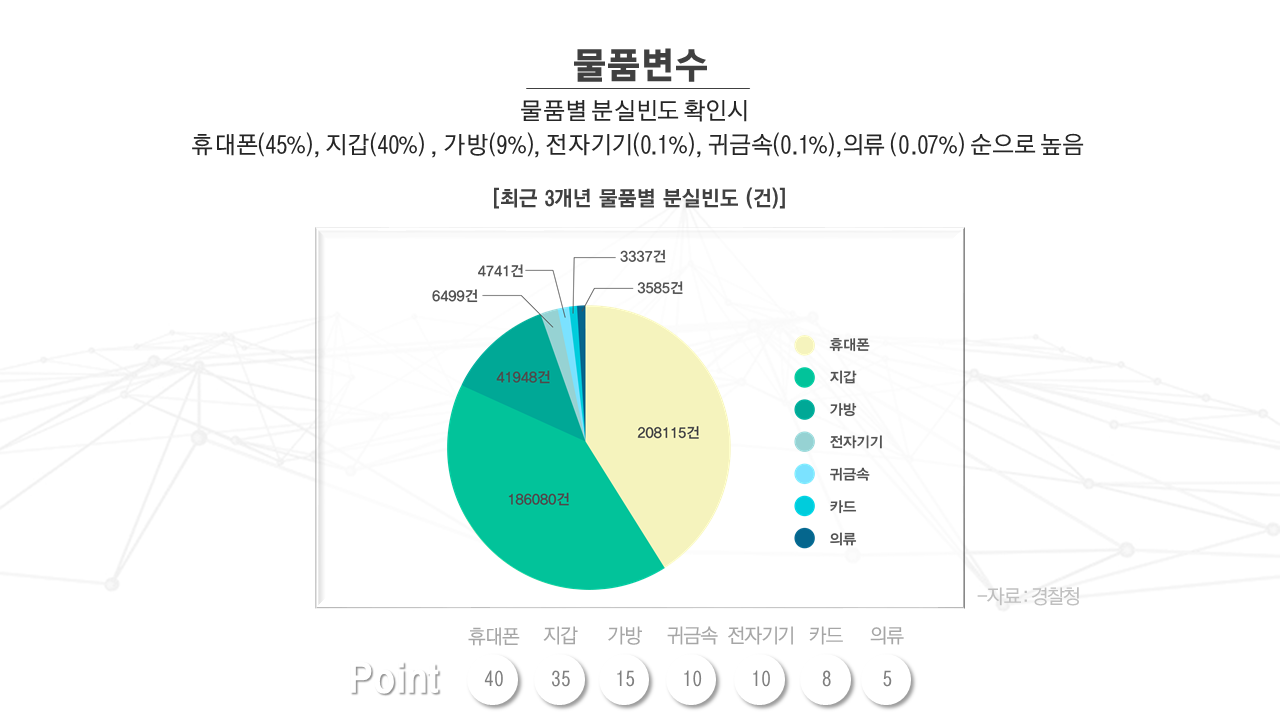 물품변수
물품별 분실빈도 확인시
휴대폰(45%), 지갑(40%) , 가방(9%), 전자기기(0.1%), 귀금속(0.1%),의류 (0.07%) 순으로 높음
[최근 3개년 물품별 분실빈도 (건)]
3337건
4741건
3585건
6499건
41948건
208115건
186080건
휴대폰
지갑
가방
전자기기
귀금속
카드
의류
-자료 : 경찰청
휴대폰 지갑 가방 귀금속 전자기기 카드 의류
Point 40 35 15 10 10 8 5